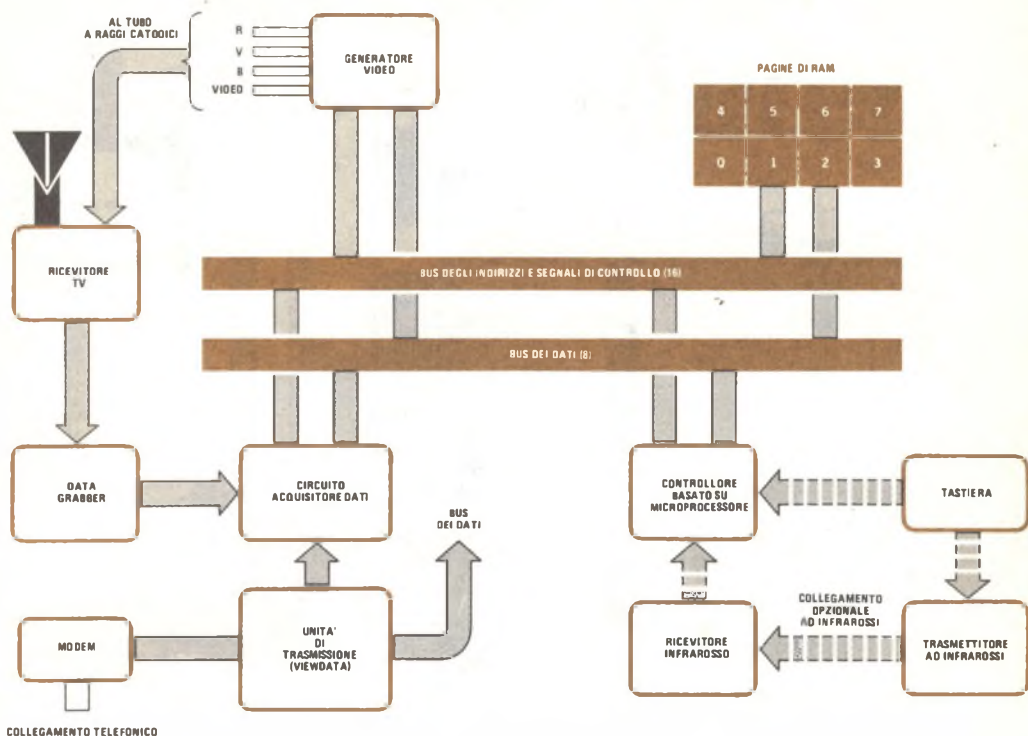 AL TUBO
A RAGGI CATODICI
R
V
B
VIDEO
GENERATORE
VIDEO
PAGINE DI RAM
4 5 6 7
0 1 2 3
RICEVITORE
TV
BUS DEGLI INDIRIZZI E SEGNALI DI CONTROLLO (16)
BUS DEI DATI (8)
DATA
GRABBER
CIRCUITO
ACQUISITORE DATI
CONTROLLORE
BASATO SU
MICROPROCESSORE
TASTIERA
BUS
DEI DATI
MODEM
UNITA'
DI
TRASMISSIONE
(VIEWDATA)
RICEVITORE
INFRAROSSO
COLLEGAMENTO
OPZIONALE
AD INFRAROSSI
TRASMETTITORE
AD INFRAROSSI
COLLEGAMENTO TELEFONICO